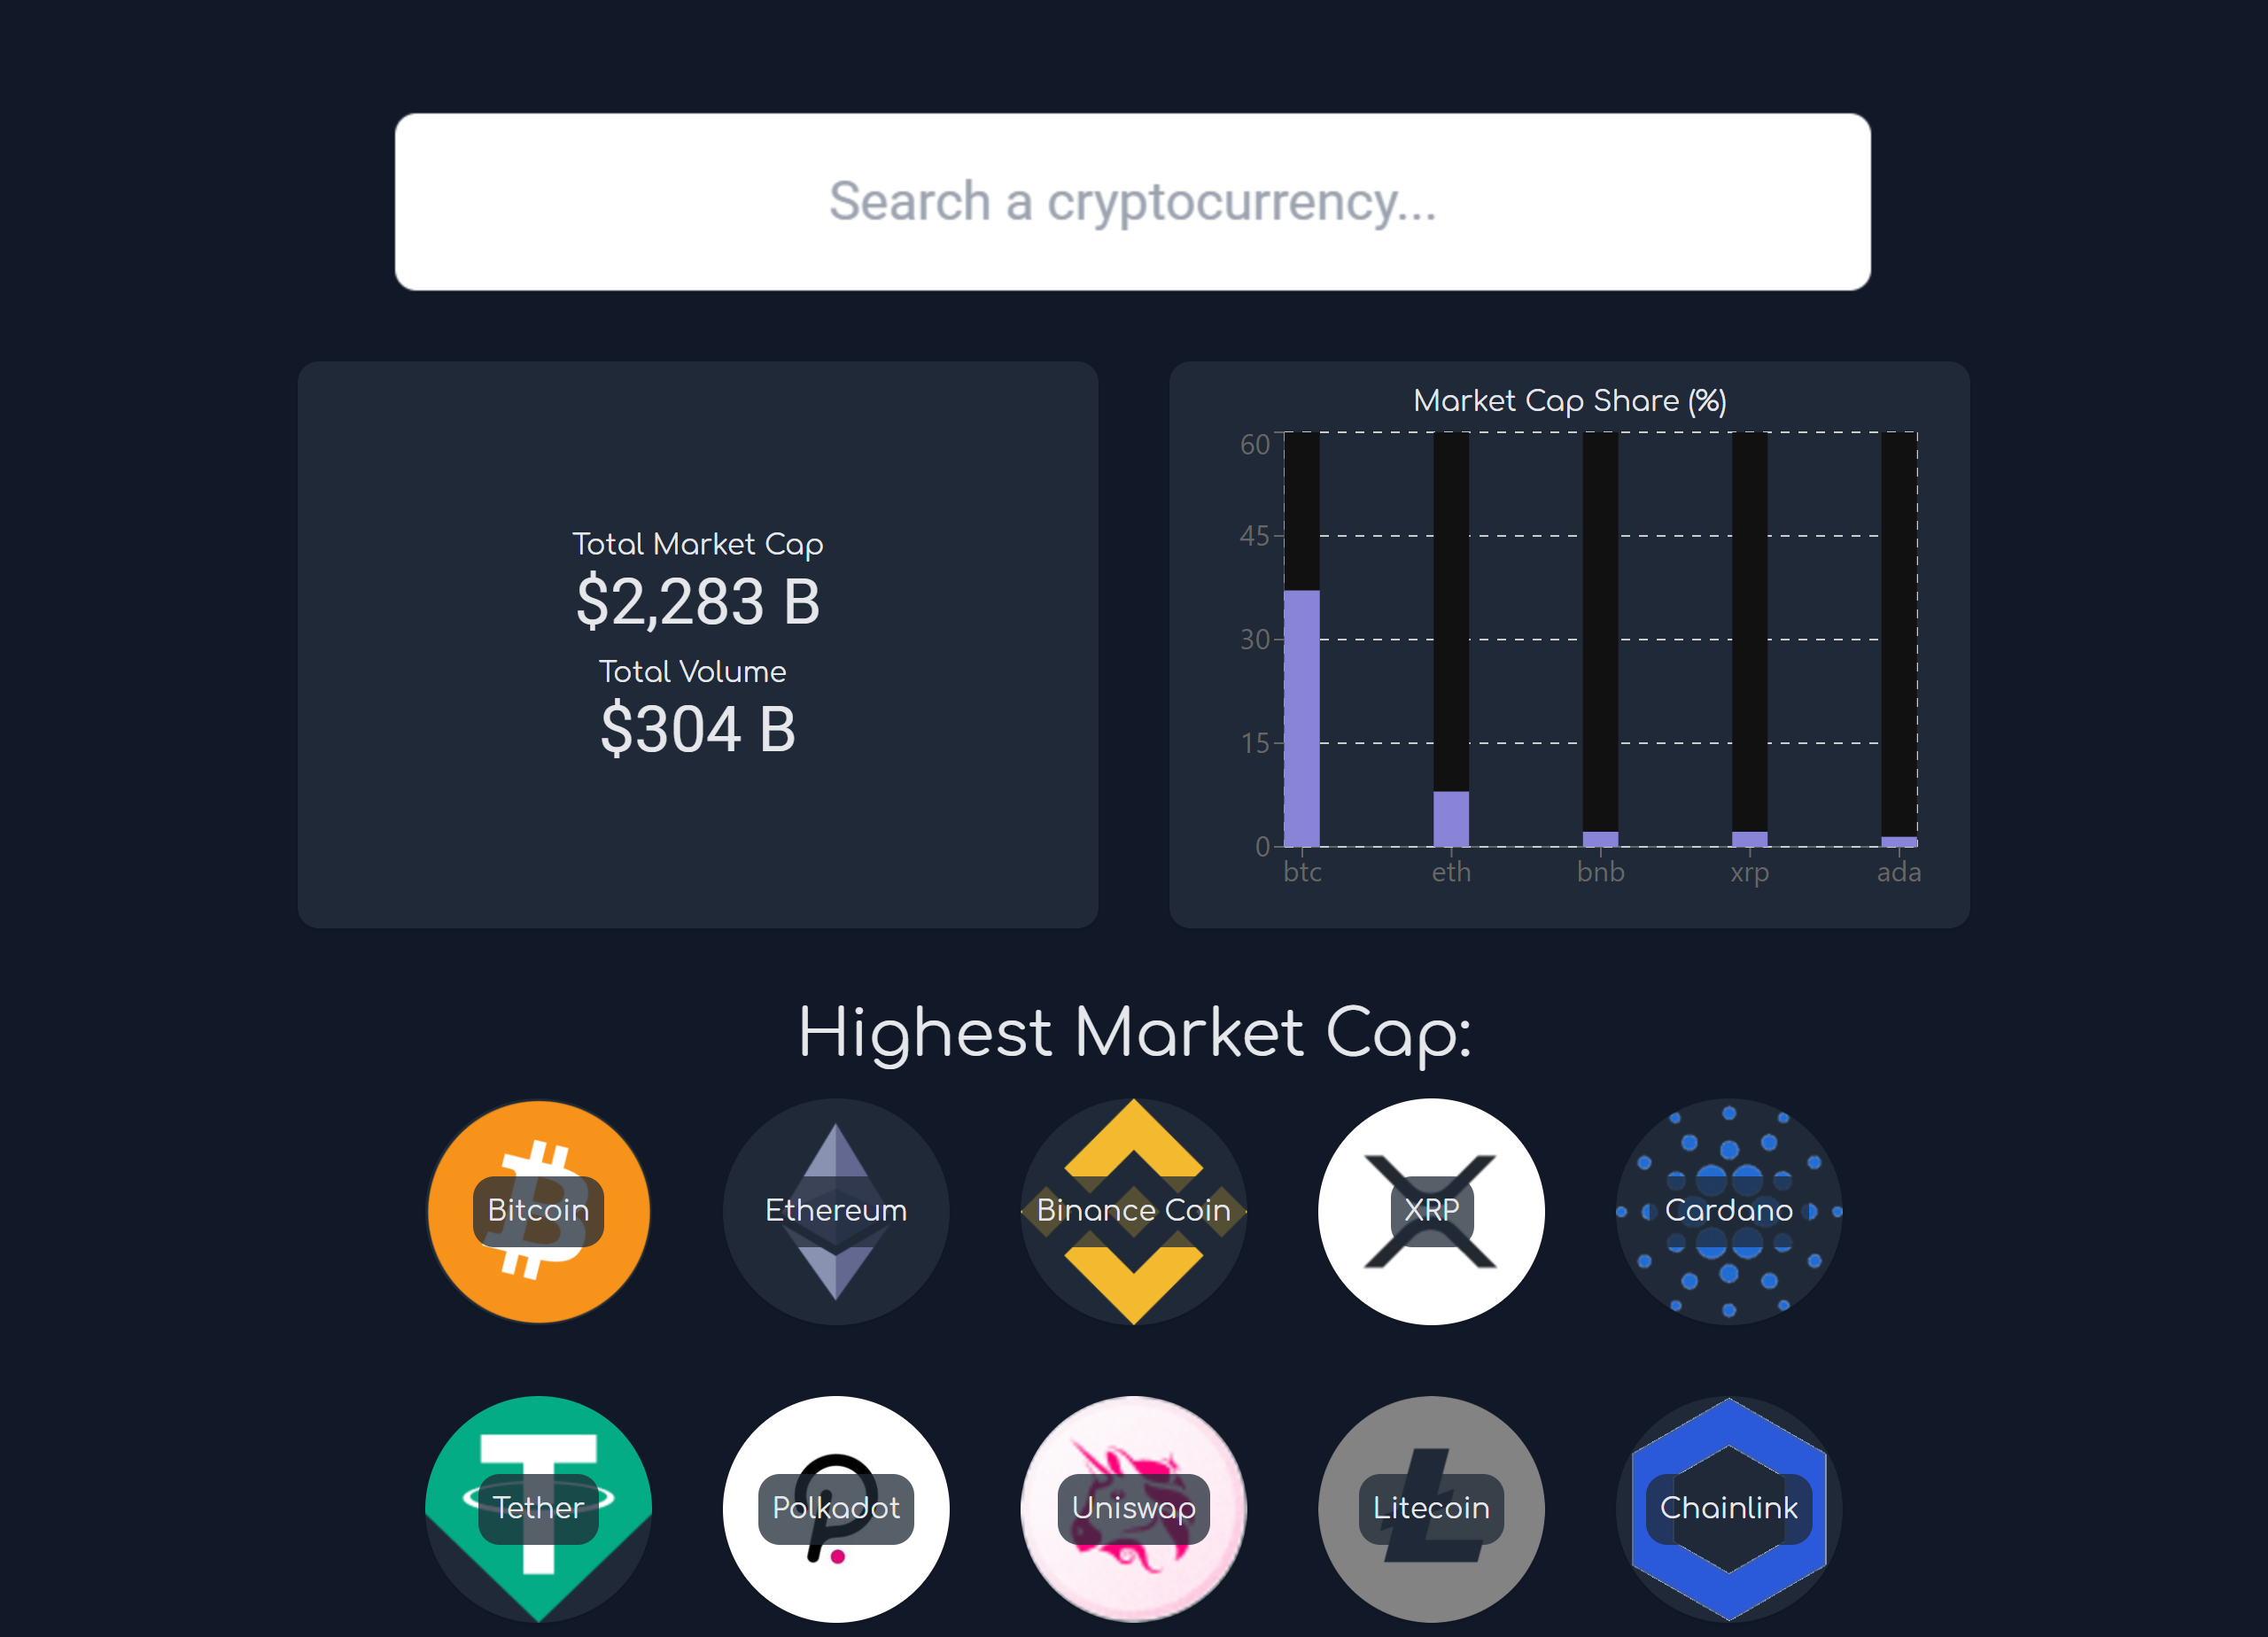 Search a cryptocurrency...
Total Market Cap
$2,283 B
Total Volume
$304 B
Market Cap Share (%)
60
45
30
15
0
btc eth bnb xrp ada
Highest Market Cap:
Bitcoin Ethereum Binance Coin XRP Cardano
Tether Polkadot Uniswap Litecoin Chainlink